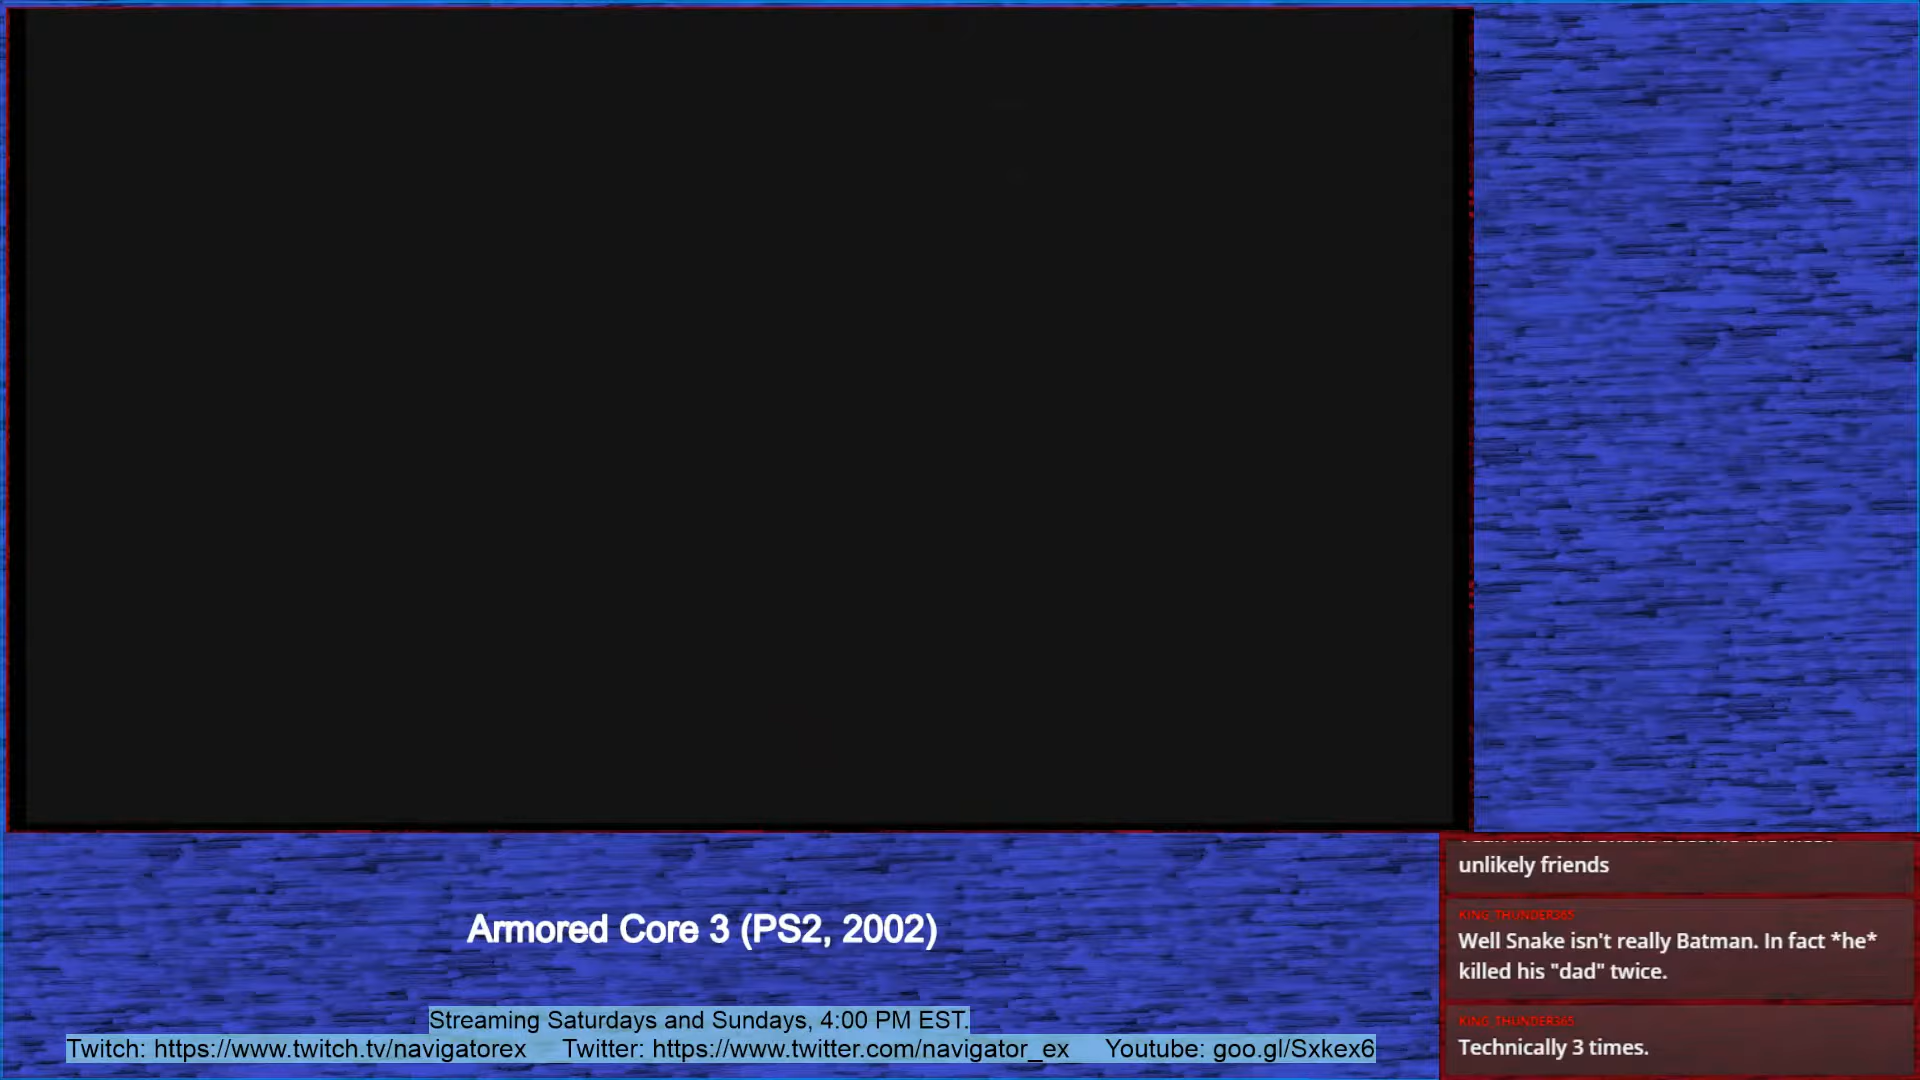 unlikely friends
KING_THUNDER365
Well Snake isn't really Batman. In fact *he*
killed his "dad" twice.
KING_THUNDER365
Technically 3 times.
Armored Core 3 (PS2, 2002)
Streaming Saturdays and Sundays, 4:00 PM EST.
Twitch: https://www.twitch.tv/navigatorex Twitter: https://www.twitter.com/navigator_ex Youtube: goo.gl/Sxkex6